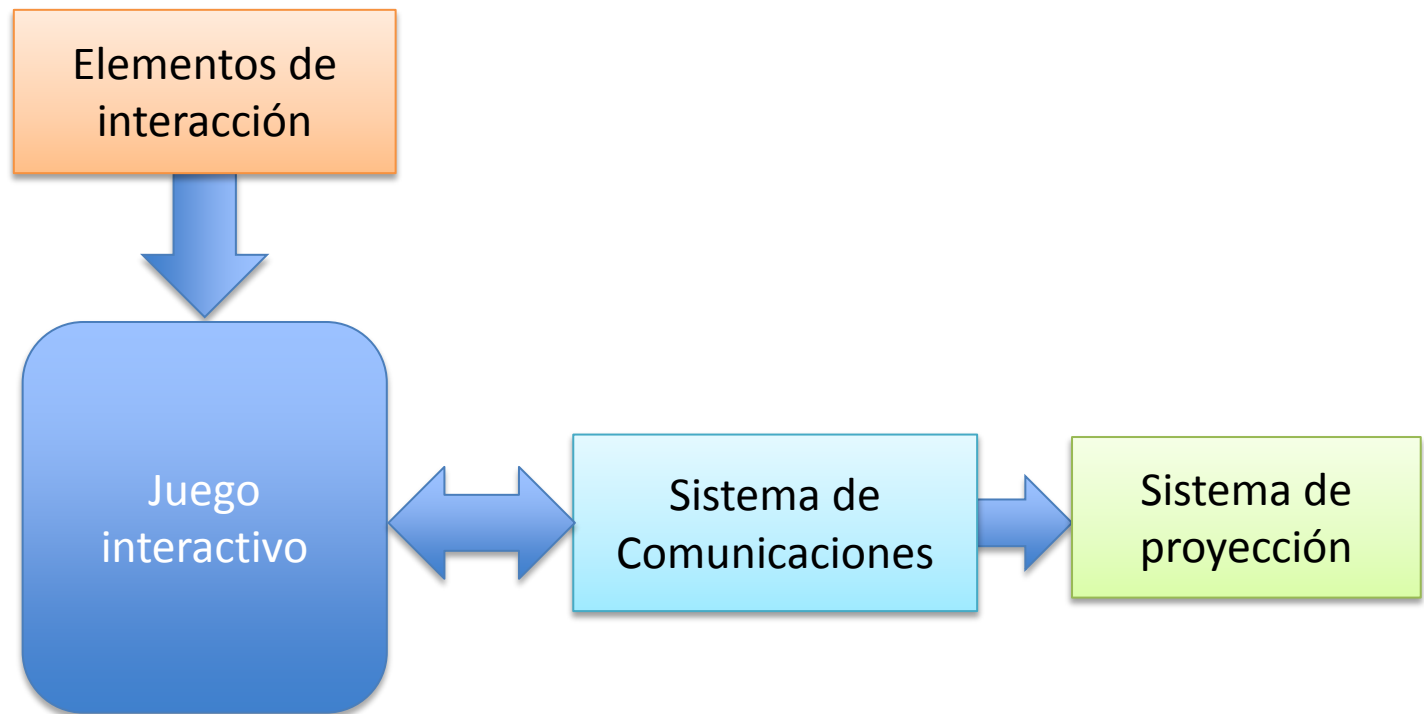 Elementos de
interacción
Juego
interactivo
Sistema de
Comunicaciones
Sistema de
proyección